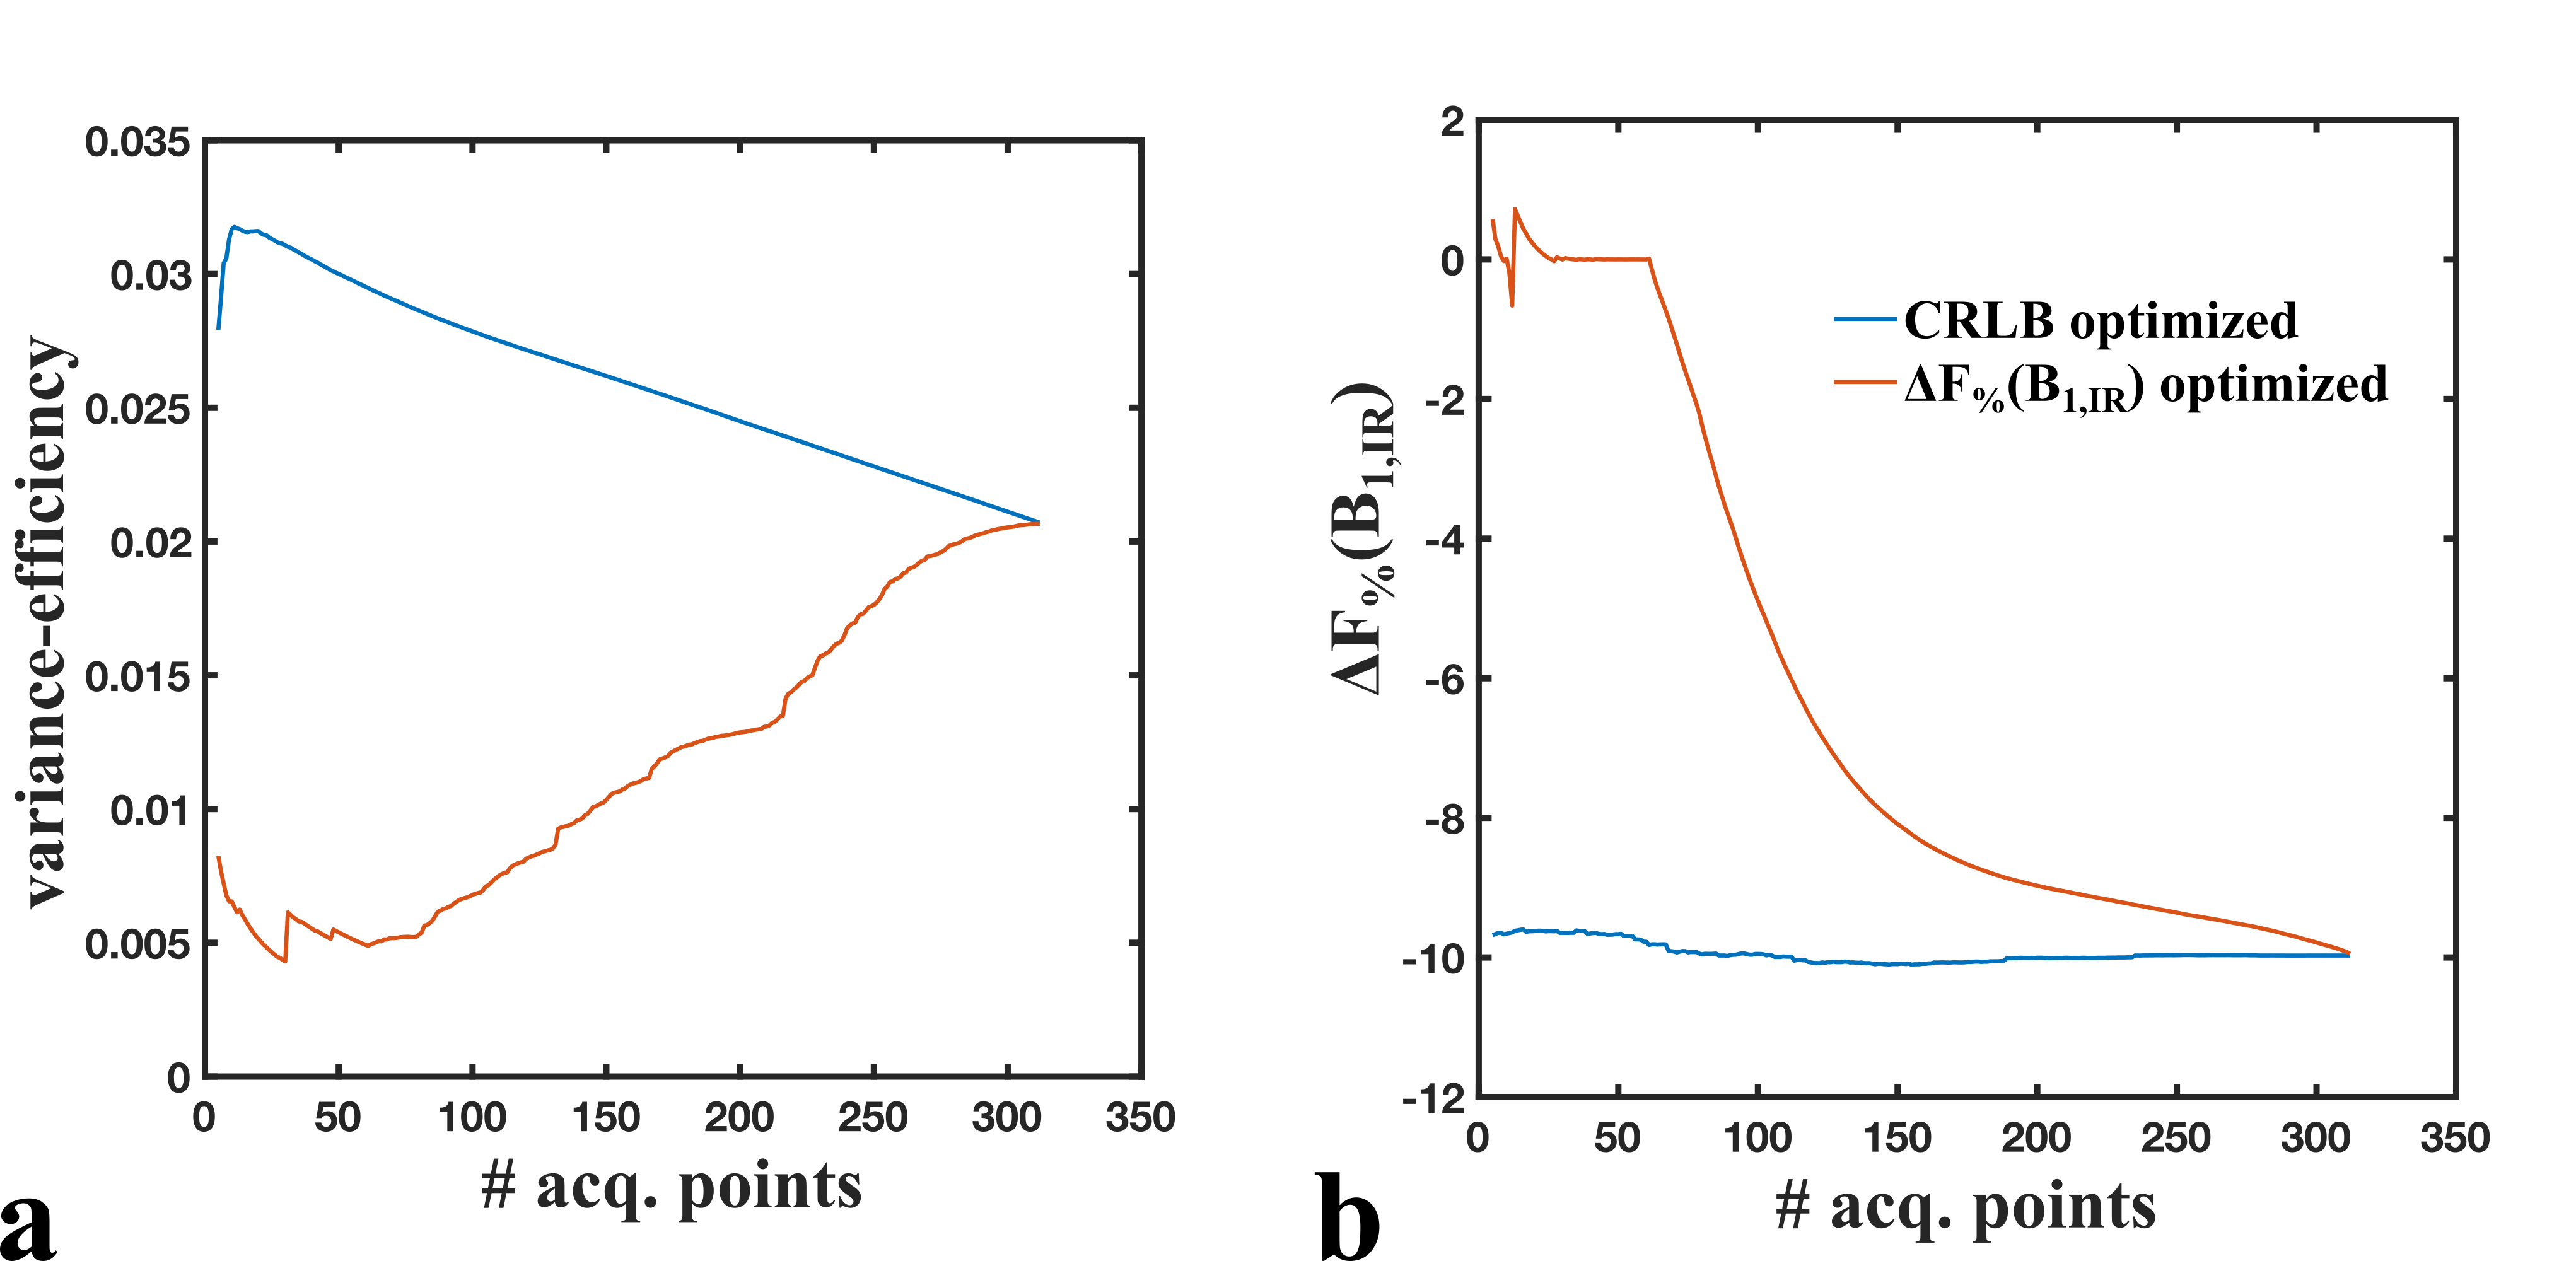 0.035
0.03
0.025
0.02
0.015
0.01
0.005
0
variance-efficiency
0 50 100 150 200 250 300 350
# acq. points
a
2
0
-2
-4
-6
-8
-10
-12
ΔF%(B1,IR)
CRLB optimized
ΔF%(B1,IR) optimized
0 50 100 150 200 250 300 350
# acq. points
b